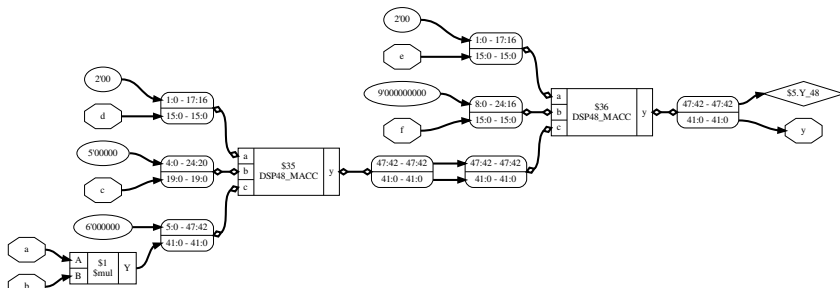 2'00
1:0 - 17:16
e
15:0 - 15:0
2'00
1:0 - 17:16
d
15:0 - 15:0
9'000000000
8:0 - 24:16
f
15:0 - 15:0
a
b
c
$36
DSP48_MACC
y
47:42 - 47:42
41:0 - 41:0
$5.Y_48
y
5'00000
4:0 - 24:20
c
19:0 - 19:0
a
b
c
$35
DSP48_MACC
y
47:42 - 47:42
41:0 - 41:0
47:42 - 47:42
41:0 - 41:0
6'000000
5:0 - 47:42
41:0 - 41:0
a
b
A
B
$1
$mul
Y